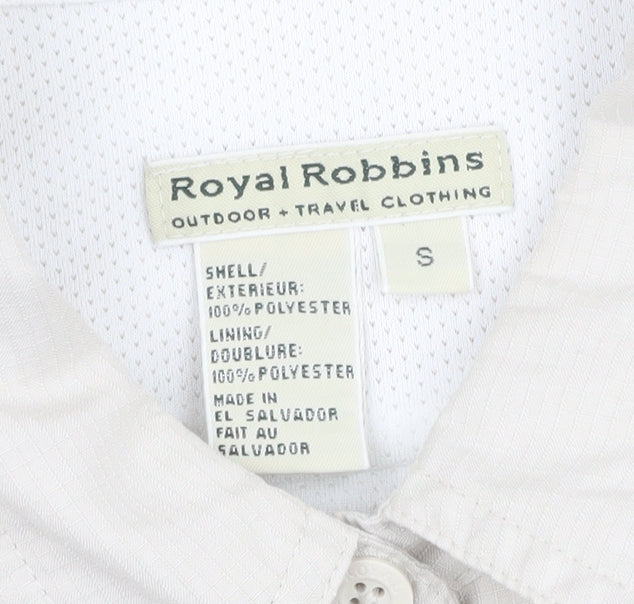 Royal Robbins
OUTDOOR + TRAVEL CLOTHING
S
SHELL/
EXTERIEUR:
100% POLYESTER
LINING/
DOUBLURE:
100% POLYESTER
MADE IN
EL SALVADOR
FAIT AU
SALVADOR